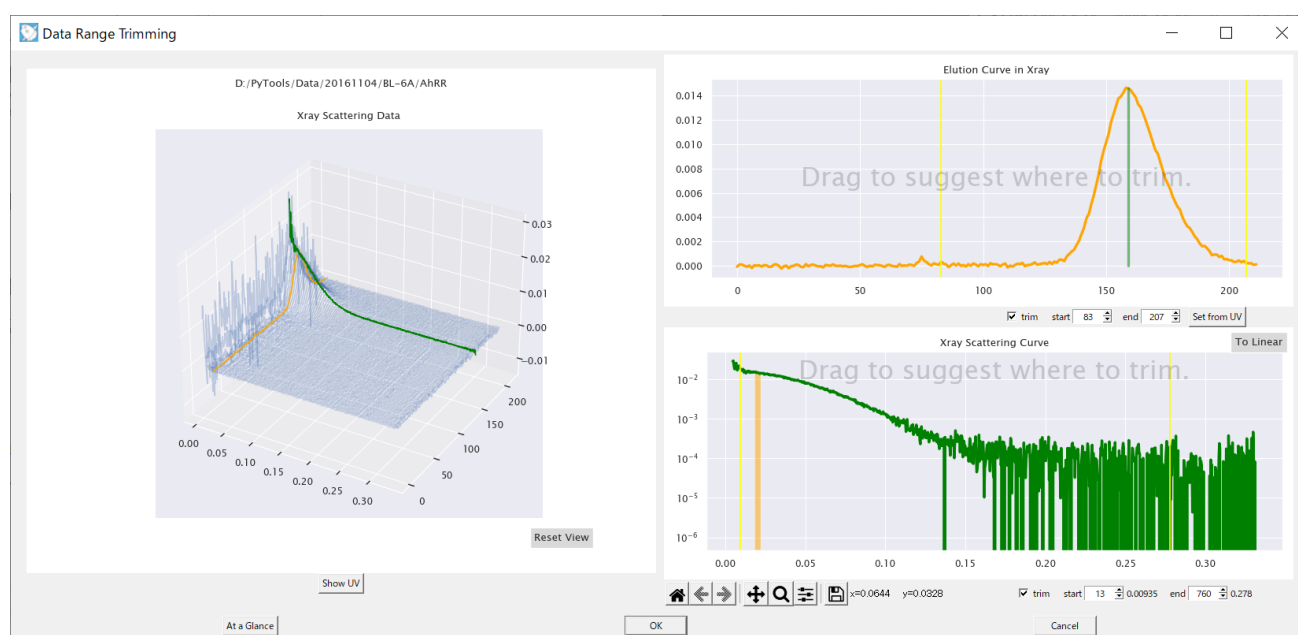 Data Range Trimming
D:/PyTools/Data/20161104/BL-6A/AhRR
Xray Scattering Data
0.03
0.02
0.01
0.00
−0.01
200
150
100
50
0
0.00
0.05
0.10
0.15
0.20
0.25
0.30
Reset View
Show UV
Elution Curve in Xray
0.014
0.012
0.010
0.008
0.006
0.004
0.002
0.000
Drag to suggest where to trim.
0 50 100 150 200
trim start 83 end 207 Set from UV
Xray Scattering Curve
To Linear
Drag to suggest where to trim.
10⁻²
10⁻³
10⁻⁴
10⁻⁵
10⁻⁶
0.00 0.05 0.10 0.15 0.20 0.25 0.30
x=0.0644 y=0.0328
trim start 13 0.00935 end 760 0.278
At a Glance
OK
Cancel